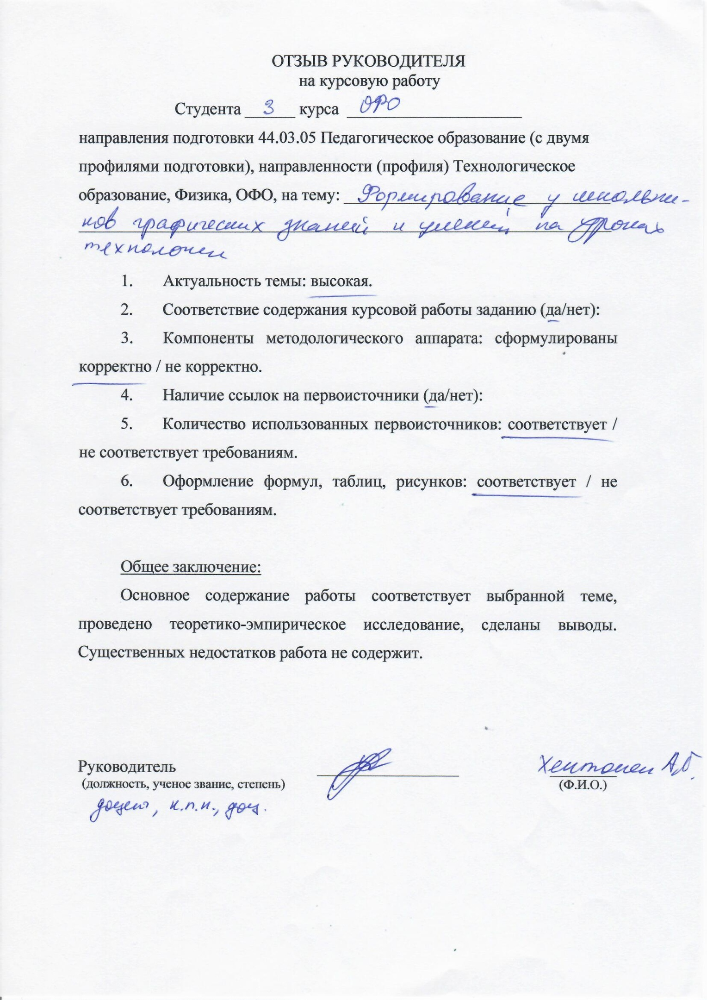 ОТЗЫВ РУКОВОДИТЕЛЯ
на курсовую работу
Студента 3 курса ОФО
направления подготовки 44.03.05 Педагогическое образование (с двумя
профилями подготовки), направленности (профиля) Технологическое
образование, Физика, ОФО, на тему: Формирование у школьни-
ков графических знаний и умений на уроках
технологии
1. Актуальность темы: высокая.
2. Соответствие содержания курсовой работы заданию (да/нет):
3. Компоненты методологического аппарата: сформулированы
корректно / не корректно.
4. Наличие ссылок на первоисточники (да/нет):
5. Количество использованных первоисточников: соответствует /
не соответствует требованиям.
6. Оформление формул, таблиц, рисунков: соответствует / не
соответствует требованиям.
Общее заключение:
Основное содержание работы соответствует выбранной теме,
проведено теоретико-эмпирическое исследование, сделаны выводы.
Существенных недостатков работа не содержит.
Руководитель Хентонен А.Г.
(должность, ученое звание, степень) (Ф.И.О.)
доцент, к.п.н., доц.